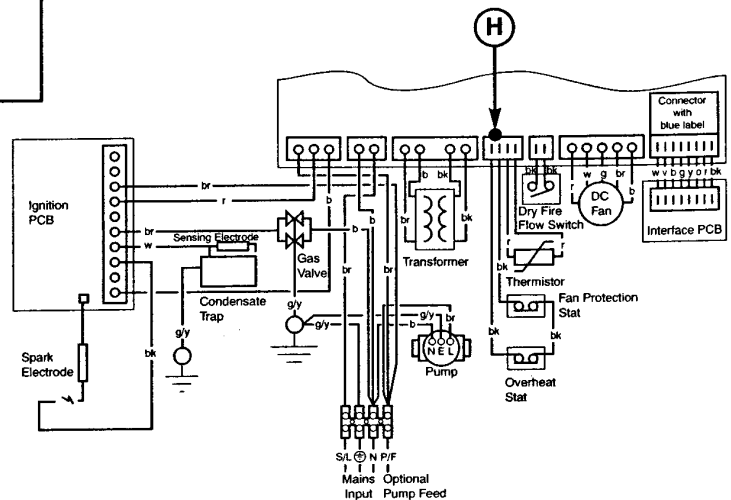 H
Connector
with
blue label
b b bk bk bk r w g br b w v b g y o r bk
Ignition
PCB
br
r
b
br
w
Sensing Electrode
b
b
br
bk
r
DC
Fan
b
Dry Fire
Flow Switch
Interface PCB
Gas
Valve
Transformer
r
r
Thermistor
br
br
bk
Condensate
Trap
g/y
Fan Protection
Stat
g/y
g/y
g/y
br
b
bk
bk
bk
N E L
Pump
Spark
Electrode
Overheat
Stat
S/L N P/F
Mains Optional
Input Pump Feed